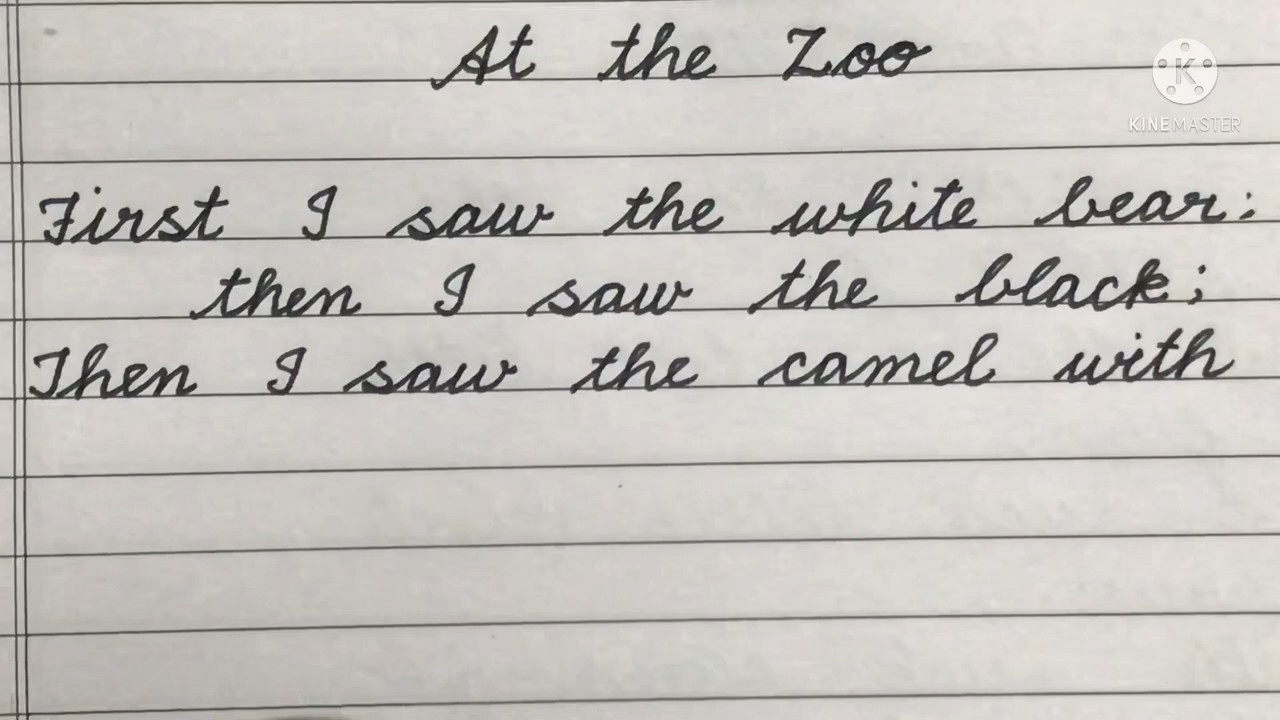 At the Zoo
KINEMASTER
First I saw the white bear:
then I saw the black;
Then I saw the camel with